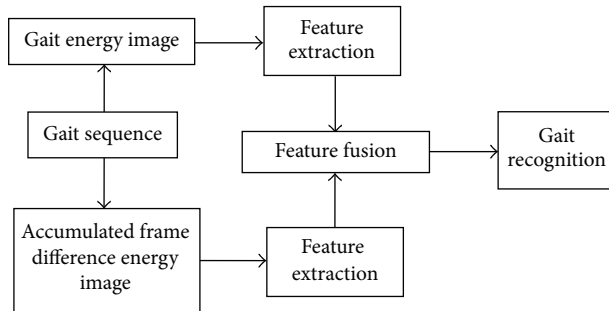 Gait energy image
Feature
extraction
Gait sequence
Feature fusion
Gait
recognition
Accumulated frame
difference energy
image
Feature
extraction